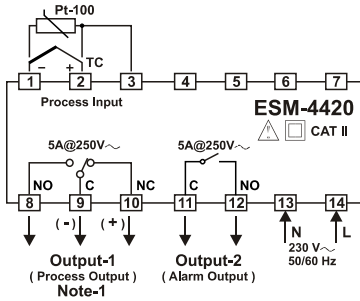 Pt-100
TC
– +
1 2 3 4 5 6 7
Process Input
ESM-4420
CAT II
5A@250V~ 5A@250V~
NO C NC C NO
8 9 10 11 12 13 14
(-) (+) N L
230 V~
50/60 Hz
Output-1 Output-2
( Process Output ) ( Alarm Output )
Note-1